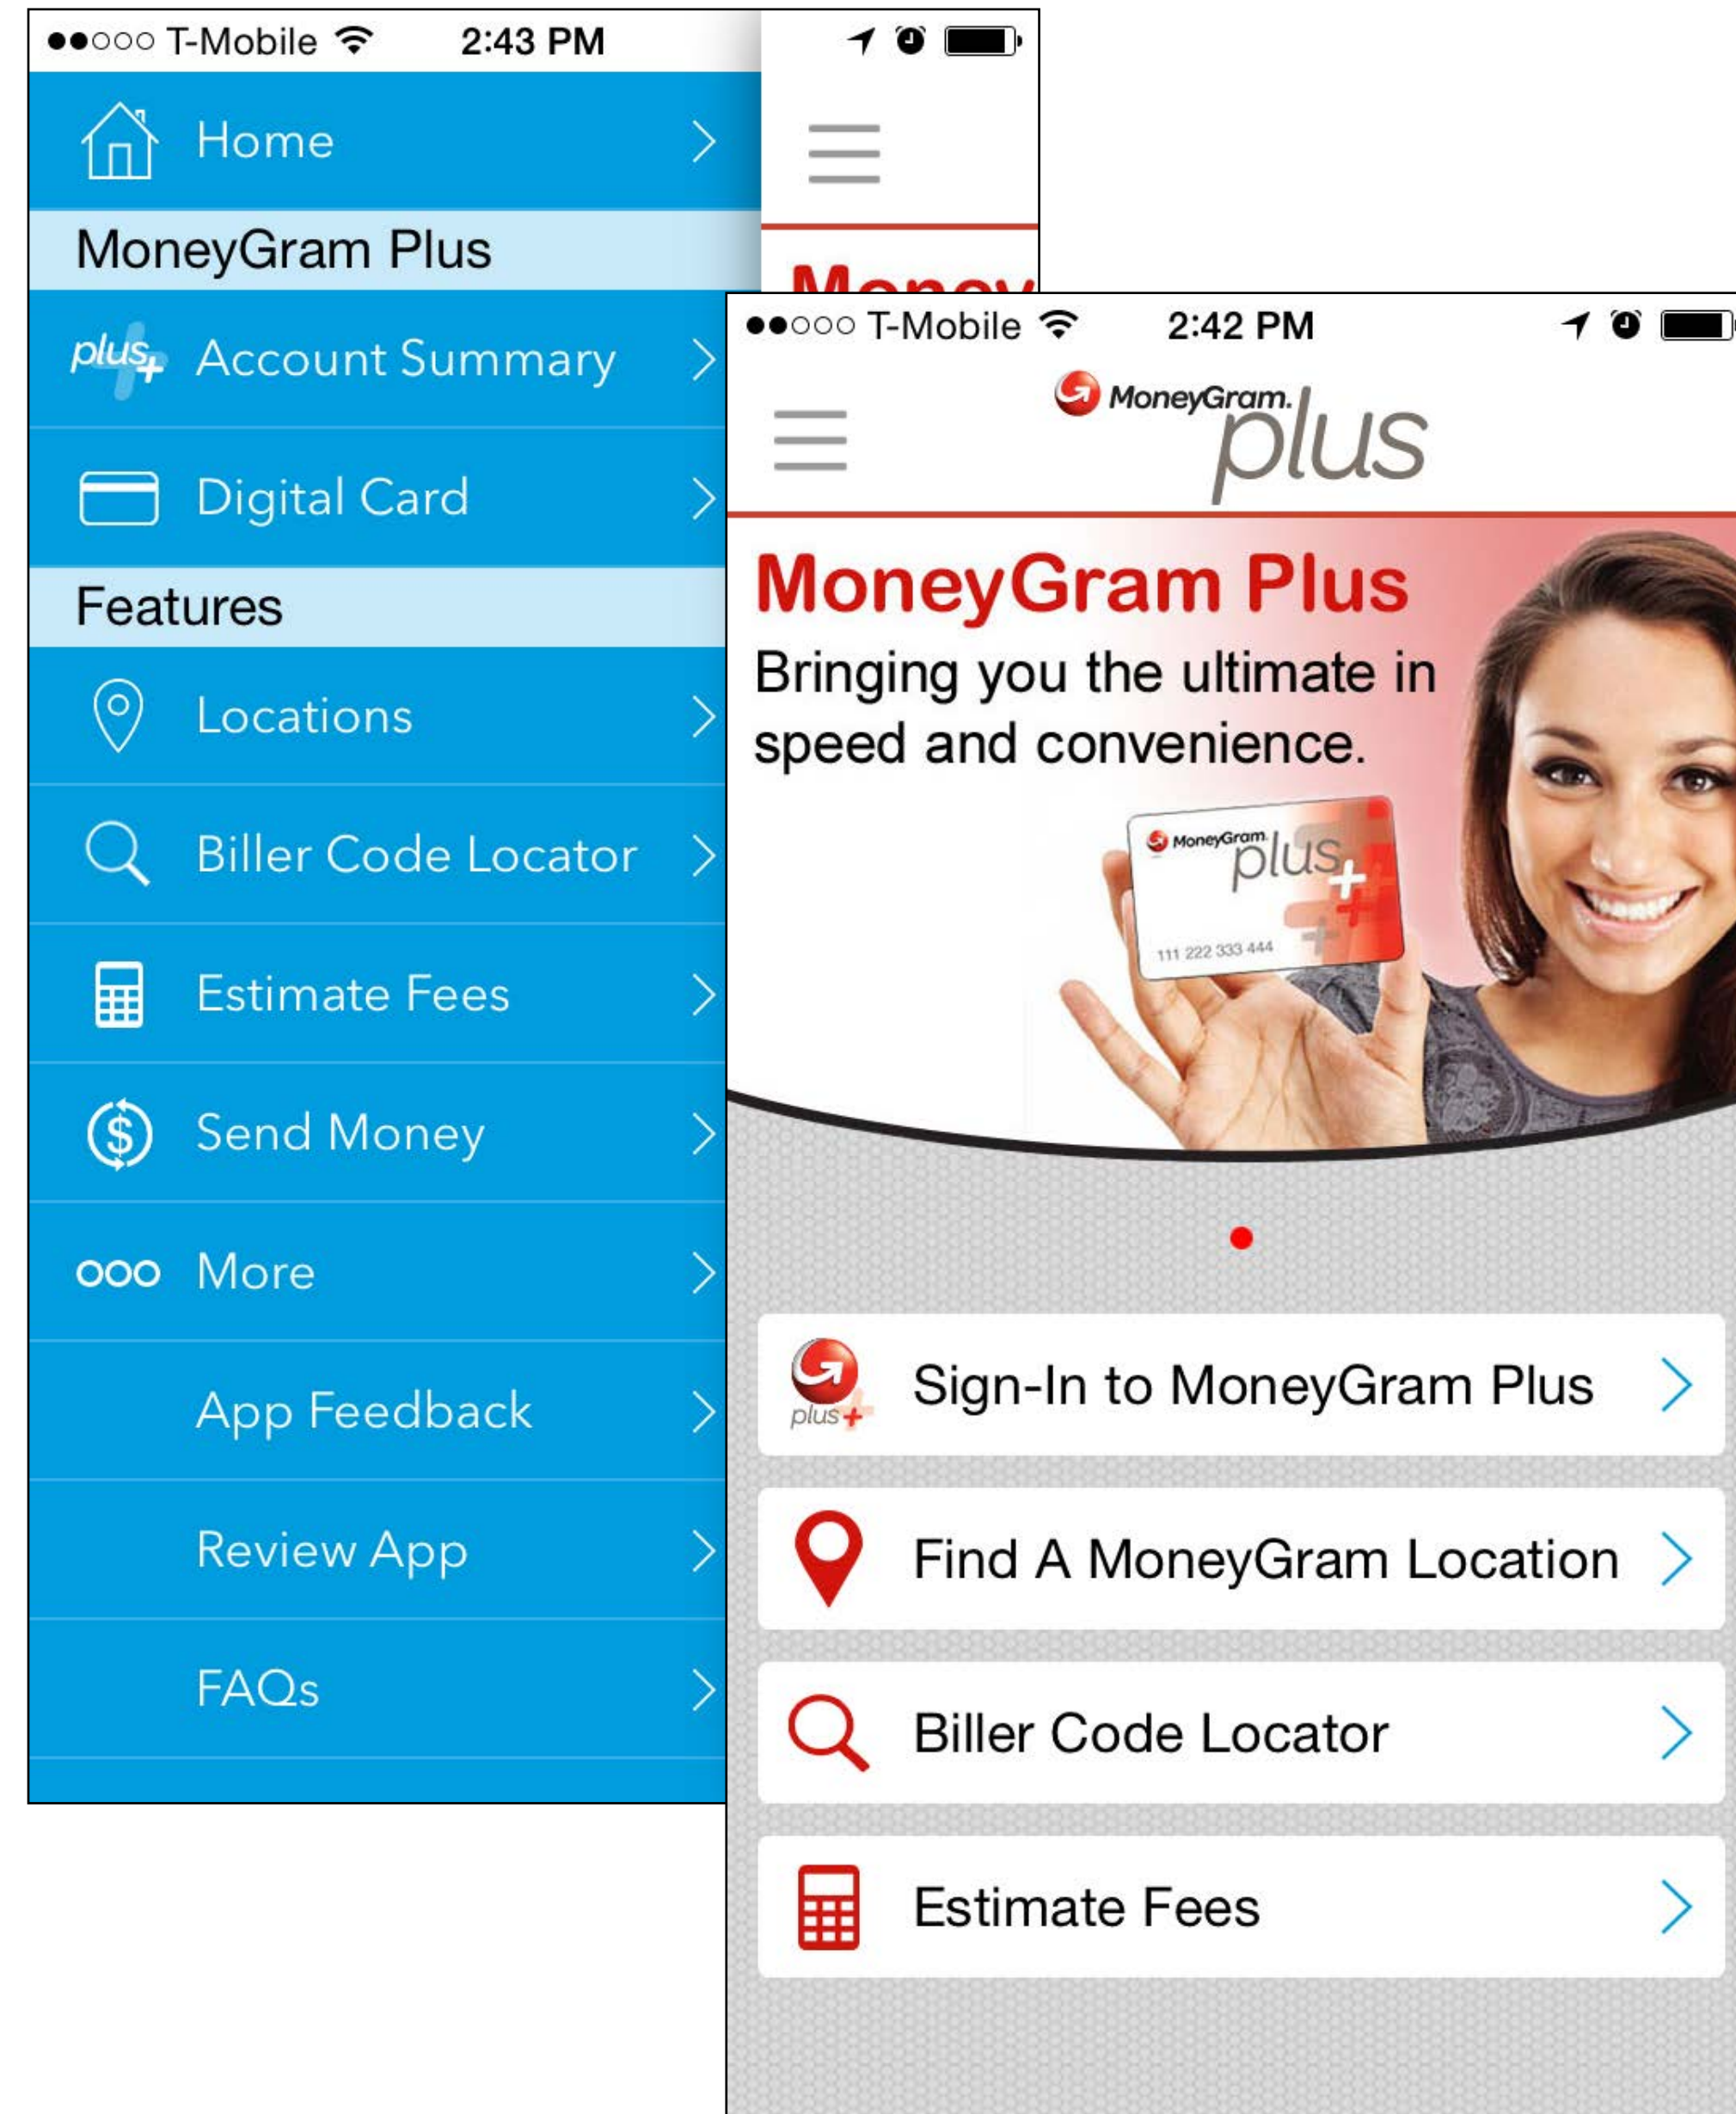 T-Mobile 2:43 PM
Home
MoneyGram Plus
plus+ Account Summary
Digital Card
Features
Locations
Biller Code Locator
Estimate Fees
$ Send Money
More
App Feedback
Review App
FAQs
Money
T-Mobile 2:42 PM
MoneyGram.
plus
MoneyGram Plus
Bringing you the ultimate in
speed and convenience.
MoneyGram.
plus+
111 222 333 444
plus+ Sign-In to MoneyGram Plus
Find A MoneyGram Location
Biller Code Locator
Estimate Fees